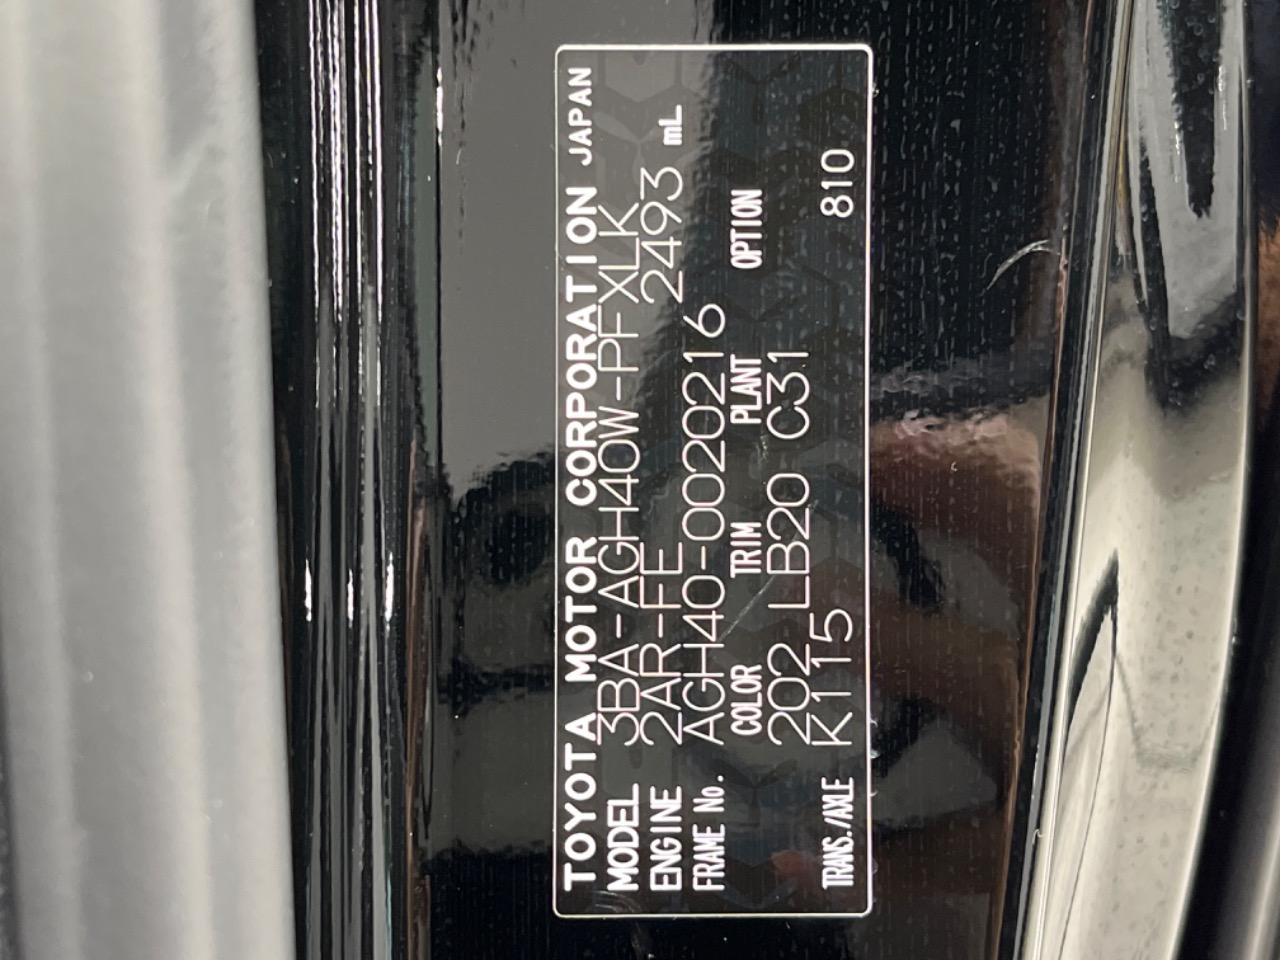 TOYOTA MOTOR CORPORATION JAPAN
MODEL 3BA-AGH40W-PFXLK
ENGINE 2AR-FE 2493 mL
FRAME No. AGH40-0020216
COLOR TRIM PLANT OPTION
202 LB20 C31
TRANS./AXLE K115 810